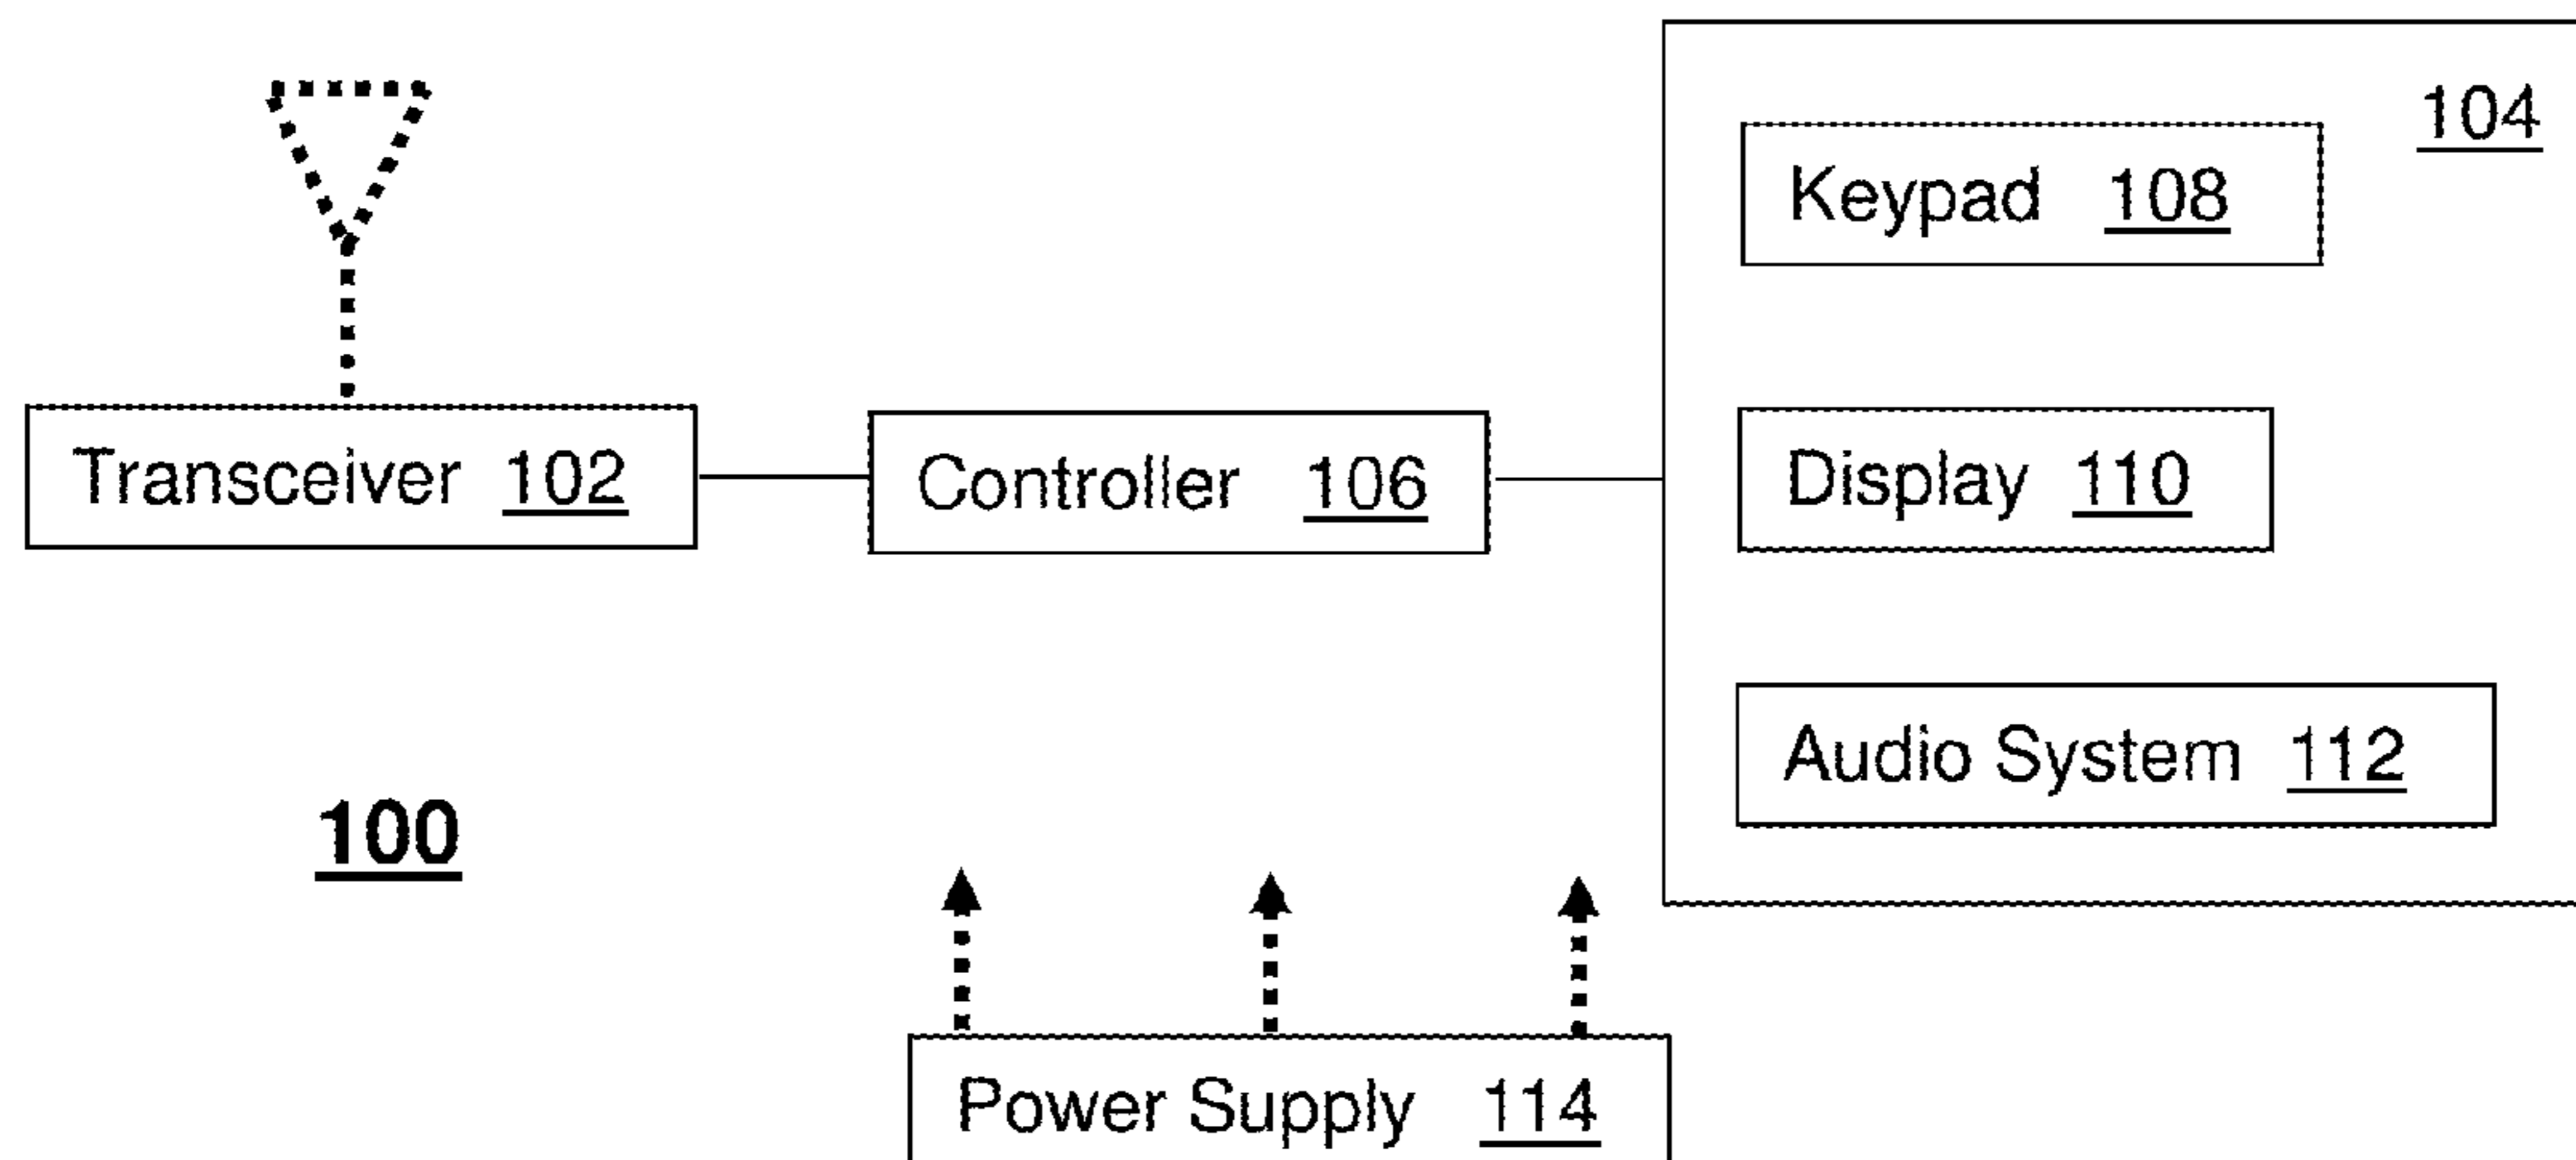 104
Keypad 108
Transceiver 102
Controller 106
Display 110
Audio System 112
100
Power Supply 114